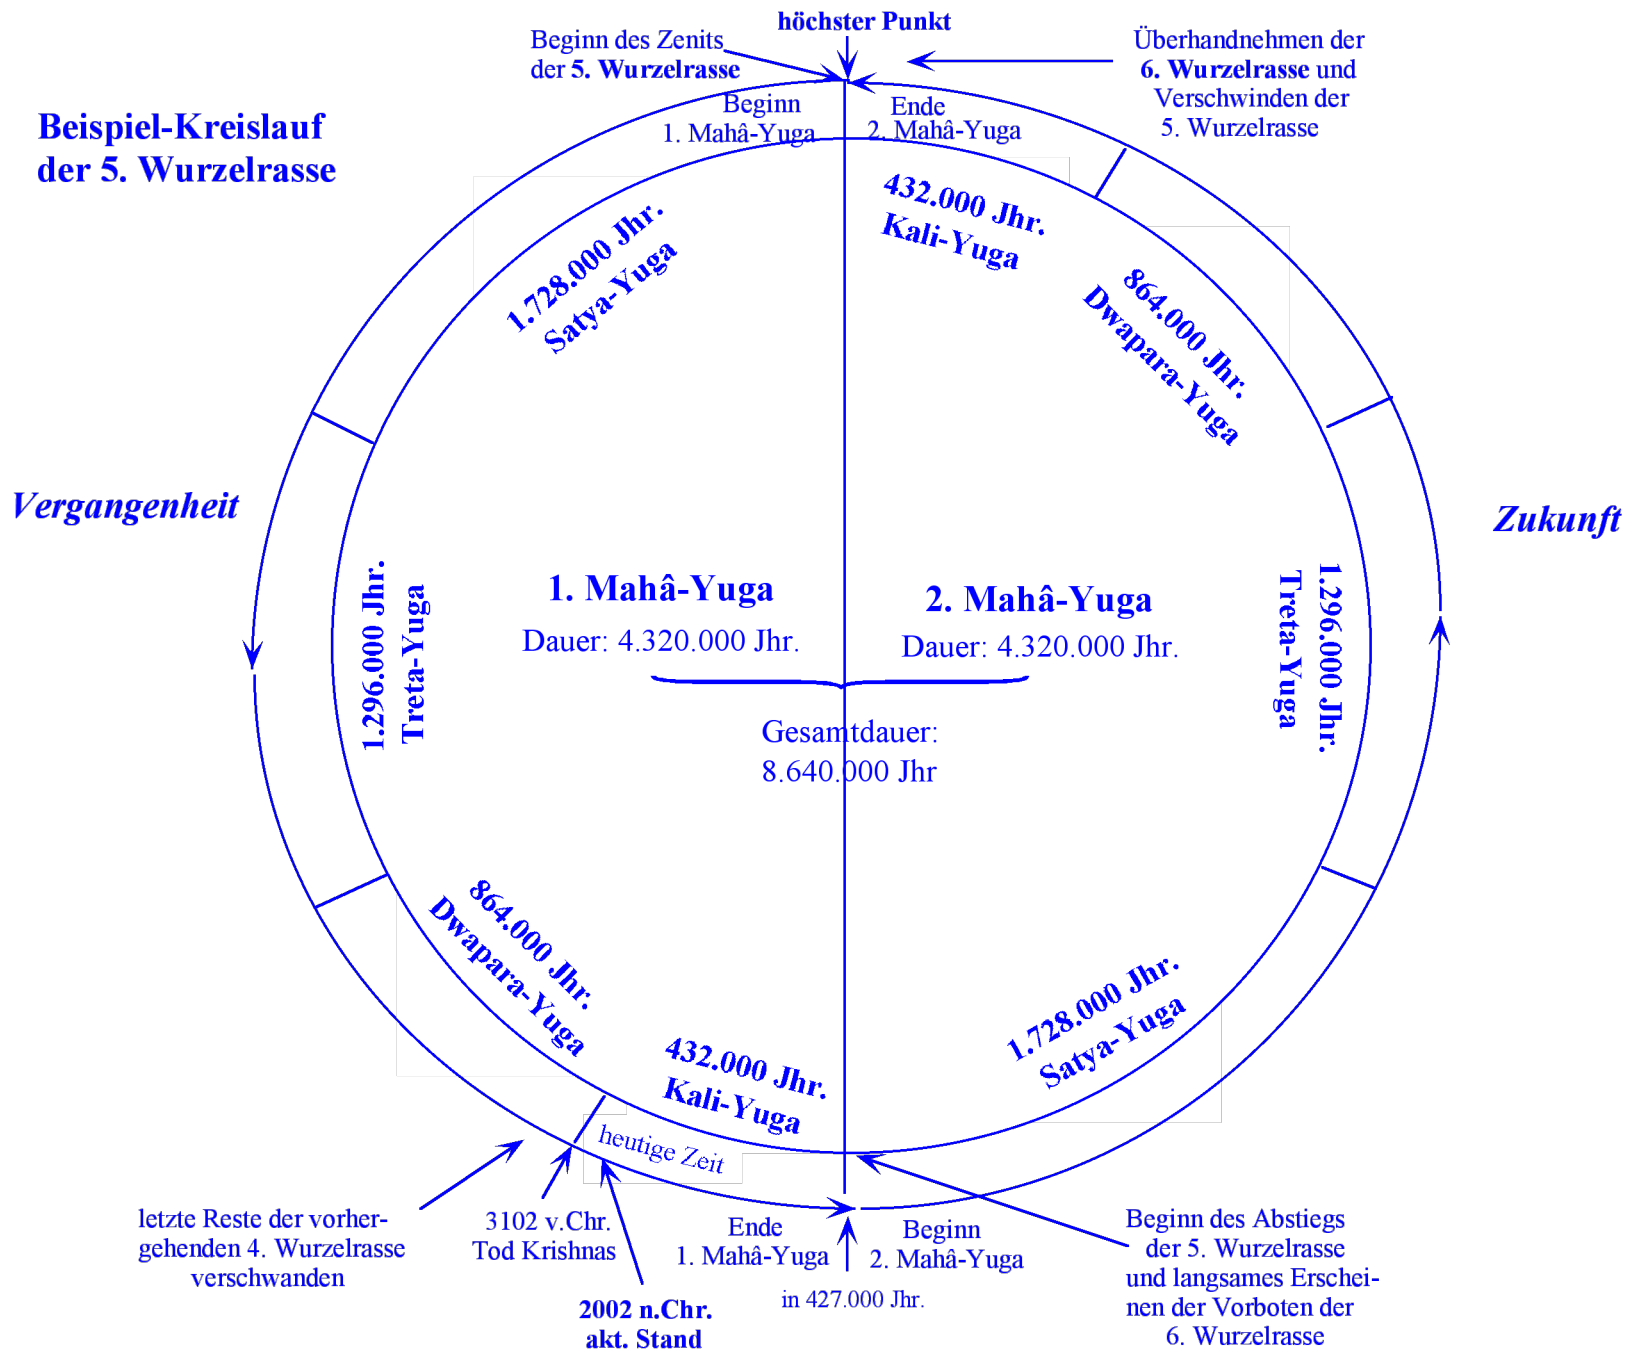 höchster Punkt
Beginn des Zenits
der 5. Wurzelrasse
Überhandnehmen der
6. Wurzelrasse und
Verschwinden der
5. Wurzelrasse
Beispiel-Kreislauf
der 5. Wurzelrasse
Beginn
1. Mahâ-Yuga
Ende
2. Mahâ-Yuga
1.728.000 Jhr.
Satya-Yuga
432.000 Jhr.
Kali-Yuga
864.000 Jhr.
Dwapara-Yuga
Vergangenheit
Zukunft
1.296.000 Jhr.
Treta-Yuga
1. Mahâ-Yuga
Dauer: 4.320.000 Jhr.
2. Mahâ-Yuga
Dauer: 4.320.000 Jhr.
1.296.000 Jhr.
Treta-Yuga
Gesamtdauer:
8.640.000 Jhr
864.000 Jhr.
Dwapara-Yuga
432.000 Jhr.
Kali-Yuga
1.728.000 Jhr.
Satya-Yuga
heutige Zeit
letzte Reste der vorher-
gehenden 4. Wurzelrasse
verschwanden
3102 v.Chr.
Tod Krishnas
2002 n.Chr.
akt. Stand
Ende
1. Mahâ-Yuga
in 427.000 Jhr.
Beginn
2. Mahâ-Yuga
Beginn des Abstiegs
der 5. Wurzelrasse
und langsames Erschei-
nen der Vorboten der
6. Wurzelrasse